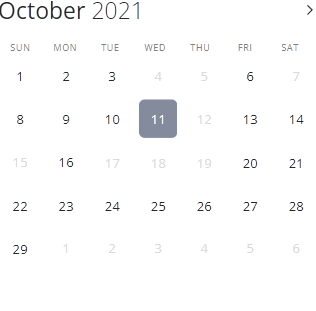 October 2021
SUN MON TUE WED THU FRI SAT
1 2 3 4 5 6 7
8 9 10 11 12 13 14
15 16 17 18 19 20 21
22 23 24 25 26 27 28
29 1 2 3 4 5 6